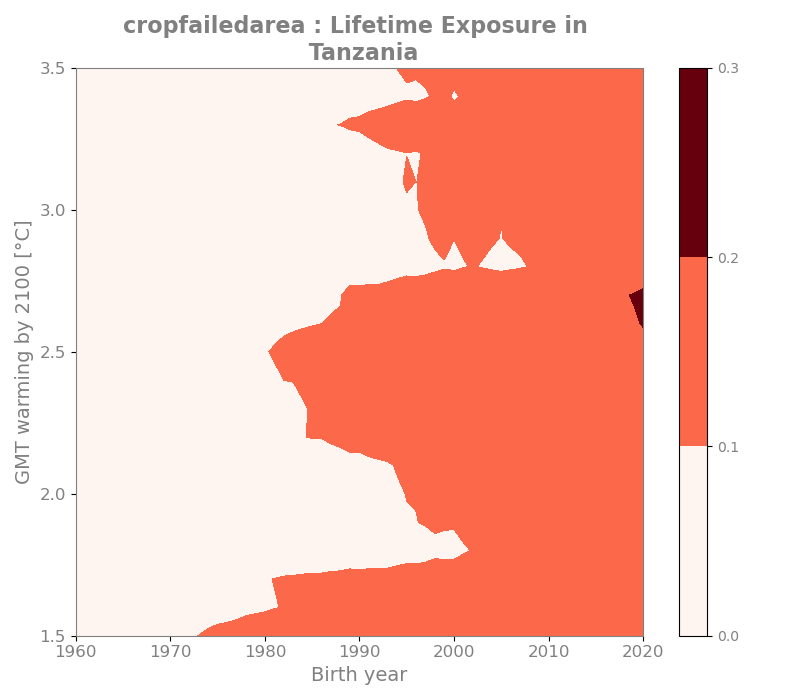 cropfailedarea : Lifetime Exposure in
Tanzania
GMT warming by 2100 [°C]
3.5
3.0
2.5
2.0
1.5
1960 1970 1980 1990 2000 2010 2020
Birth year
0.3
0.2
0.1
0.0